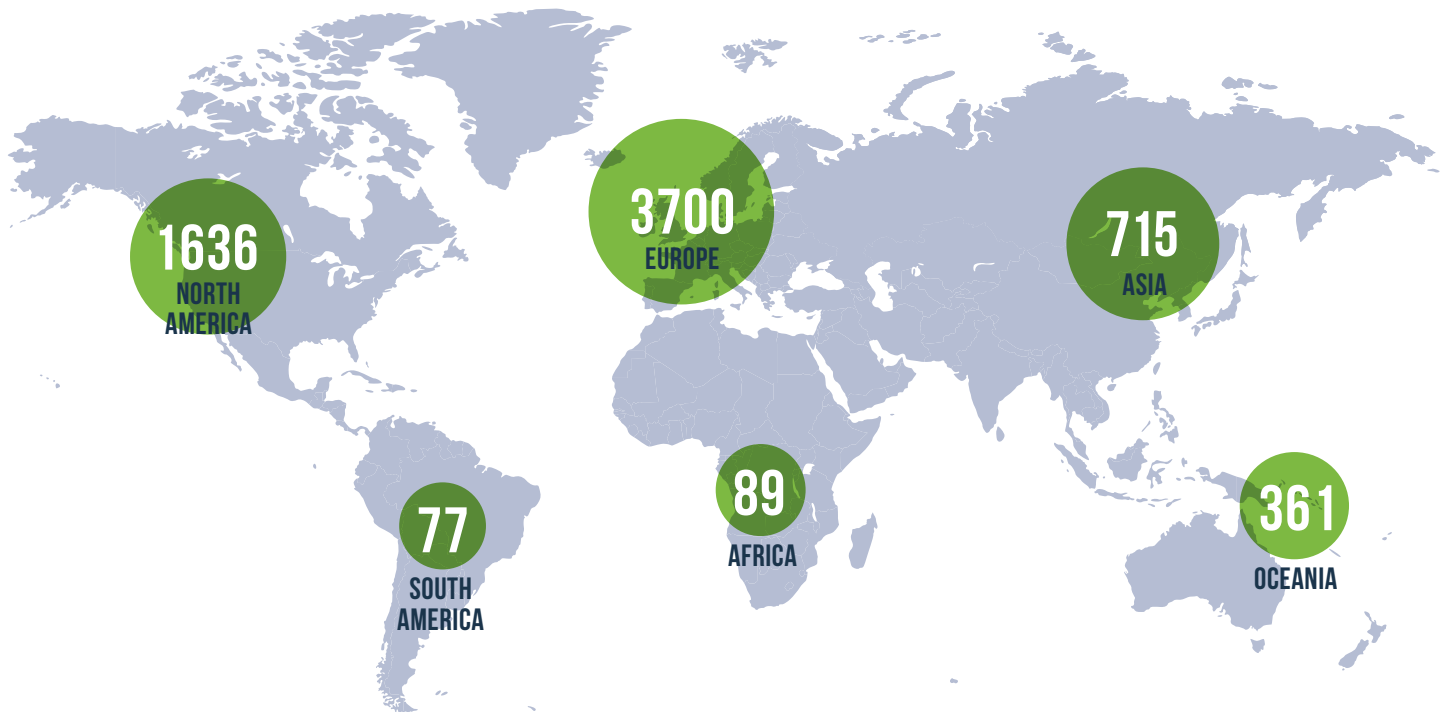 3700
EUROPE
1636
NORTH
AMERICA
715
ASIA
77
SOUTH
AMERICA
89
AFRICA
361
OCEANIA